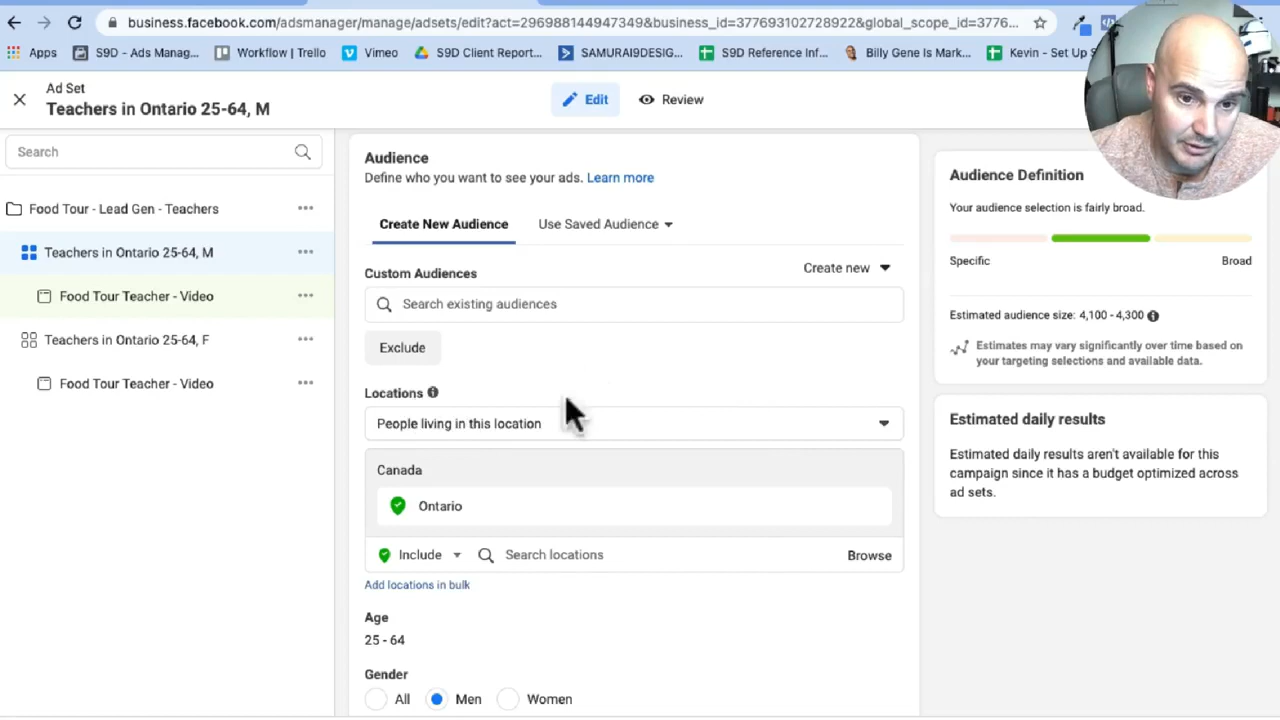 business.facebook.com/adsmanager/manage/adsets/edit?act=296988144947349&business_id=377693102728922&global_scope_id=3776...
Apps S9D - Ads Manag... Workflow | Trello Vimeo S9D Client Report... SAMURAI9DESIG... S9D Reference Inf... Billy Gene Is Mark... Kevin - Set Up S
Ad Set
Teachers in Ontario 25-64, M
Edit
Review
Search
Food Tour - Lead Gen - Teachers
Teachers in Ontario 25-64, M
Food Tour Teacher - Video
Teachers in Ontario 25-64, F
Food Tour Teacher - Video
Audience
Define who you want to see your ads. Learn more
Create New Audience Use Saved Audience
Custom Audiences Create new
Search existing audiences
Exclude
Locations
People living in this location
Canada
Ontario
Include Search locations Browse
Add locations in bulk
Age
25 - 64
Gender
All Men Women
Audience Definition
Your audience selection is fairly broad.
Specific Broad
Estimated audience size: 4,100 - 4,300
Estimates may vary significantly over time based on
your targeting selections and available data.
Estimated daily results
Estimated daily results aren't available for this
campaign since it has a budget optimized across
ad sets.